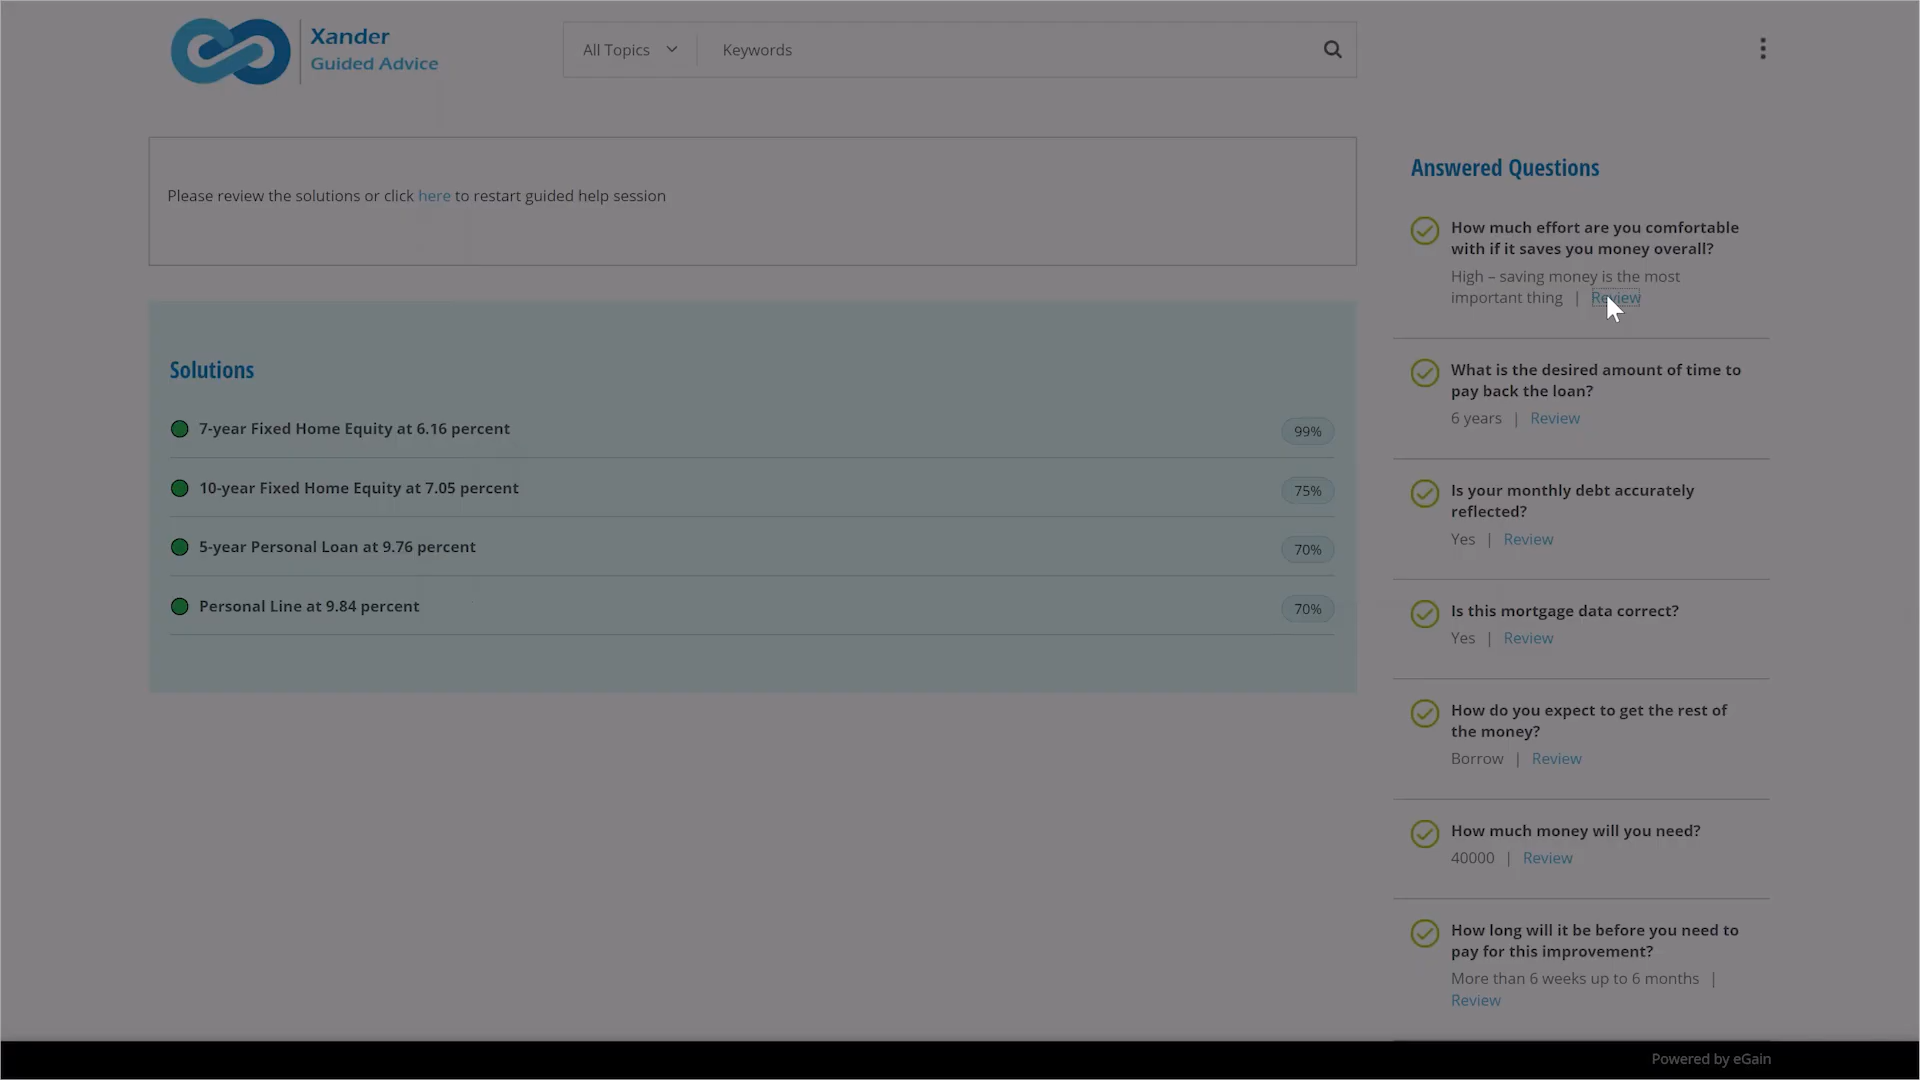 Xander
Guided Advice
All Topics
Keywords
Please review the solutions or click here to restart guided help session
Solutions
7-year Fixed Home Equity at 6.16 percent
99%
10-year Fixed Home Equity at 7.05 percent
75%
5-year Personal Loan at 9.76 percent
70%
Personal Line at 9.84 percent
70%
Answered Questions
How much effort are you comfortable
with if it saves you money overall?
High – saving money is the most
important thing | Review
What is the desired amount of time to
pay back the loan?
6 years | Review
Is your monthly debt accurately
reflected?
Yes | Review
Is this mortgage data correct?
Yes | Review
How do you expect to get the rest of
the money?
Borrow | Review
How much money will you need?
40000 | Review
How long will it be before you need to
pay for this improvement?
More than 6 weeks up to 6 months |
Review
Powered by eGain